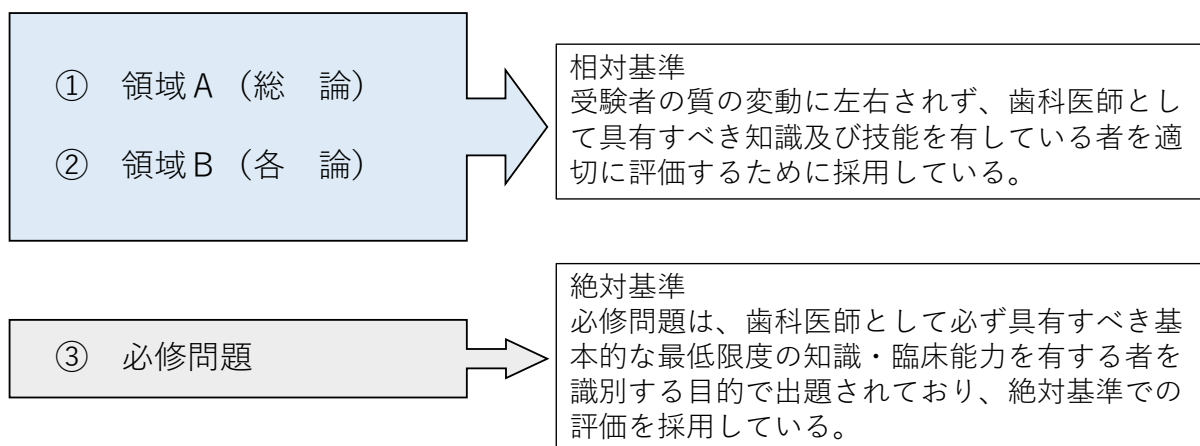 ① 領域A（総　論）
② 領域B（各　論）
相対基準
受験者の質の変動に左右されず、歯科医師とし
て具有すべき知識及び技能を有している者を適
切に評価するために採用している。
③ 必修問題
絶対基準
必修問題は、歯科医師として必ず具有すべき基
本的な最低限度の知識・臨床能力を有する者を
識別する目的で出題されており、絶対基準での
評価を採用している。